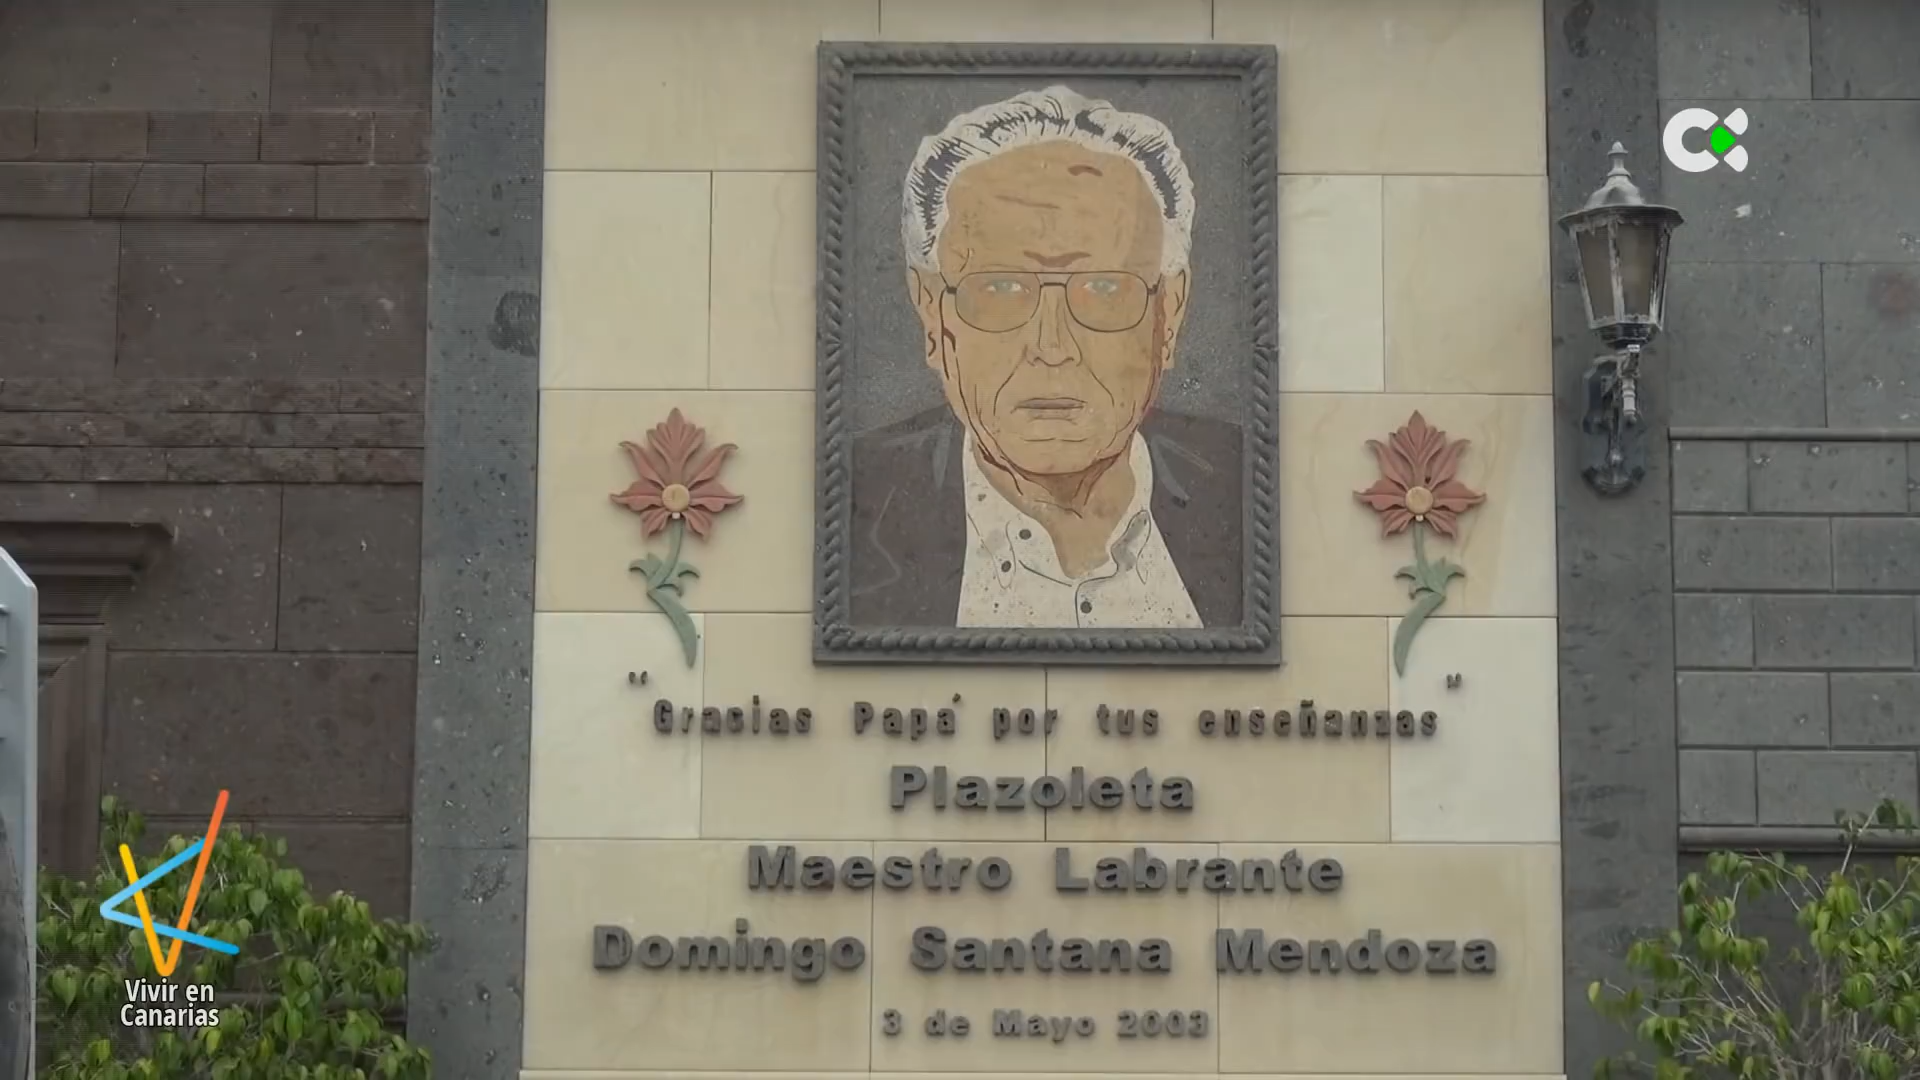 "Gracias Papá por tus enseñanzas"
Plazoleta
Maestro Labrante
Domingo Santana Mendoza
3 de Mayo 2003
Vivir en
Canarias